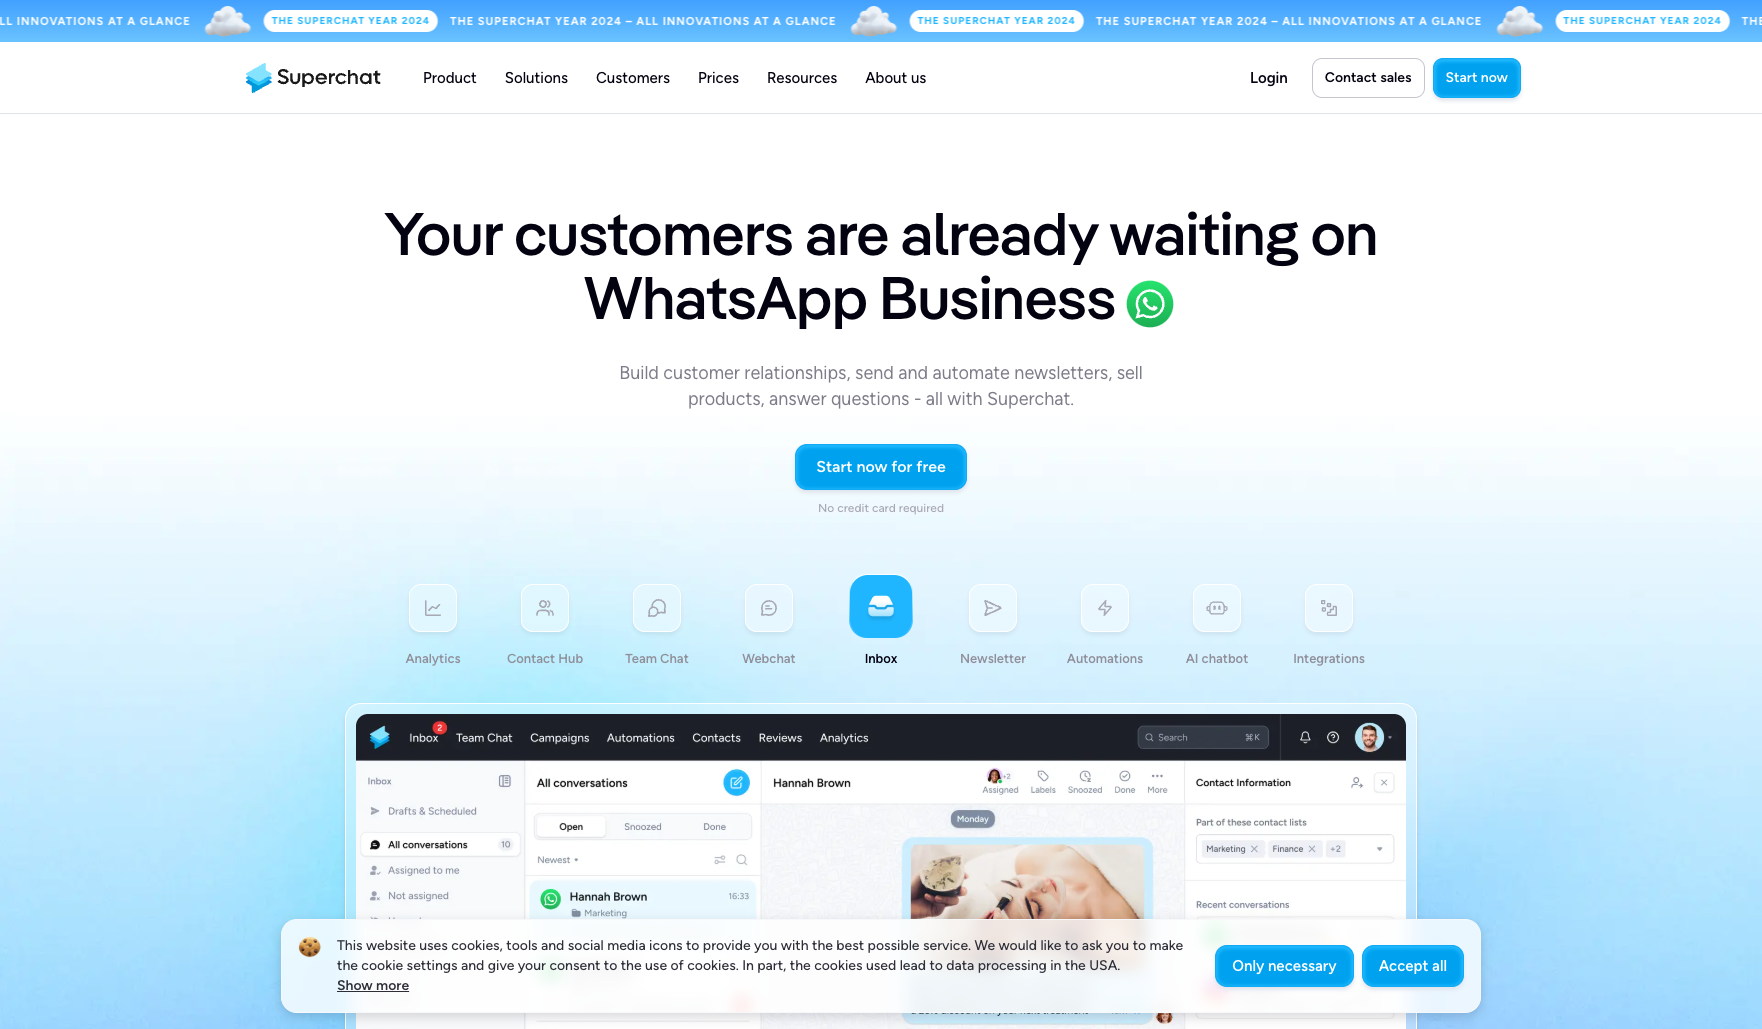 LL INNOVATIONS AT A GLANCE
THE SUPERCHAT YEAR 2024
THE SUPERCHAT YEAR 2024 – ALL INNOVATIONS AT A GLANCE
THE SUPERCHAT YEAR 2024
THE SUPERCHAT YEAR 2024 – ALL INNOVATIONS AT A GLANCE
THE SUPERCHAT YEAR 2024
THE
Superchat
Product
Solutions
Customers
Prices
Resources
About us
Login
Contact sales
Start now
Your customers are already waiting on
WhatsApp Business
Build customer relationships, send and automate newsletters, sell
products, answer questions - all with Superchat.
Start now for free
No credit card required
Analytics
Contact Hub
Team Chat
Webchat
Inbox
Newsletter
Automations
AI chatbot
Integrations
Inbox
2
Team Chat
Campaigns
Automations
Contacts
Reviews
Analytics
Search
⌘K
Inbox
Drafts & Scheduled
All conversations
10
Assigned to me
Not assigned
All conversations
Open
Snoozed
Done
Newest
Hannah Brown
16:33
Marketing
Hannah Brown
+2
Assigned
Labels
Snoozed
Done
More
Monday
Contact Information
Part of these contact lists
Marketing
Finance
+2
Recent conversations
This website uses cookies, tools and social media icons to provide you with the best possible service. We would like to ask you to make
the cookie settings and give your consent to the use of cookies. In part, the cookies used lead to data processing in the USA.
Show more
Only necessary
Accept all